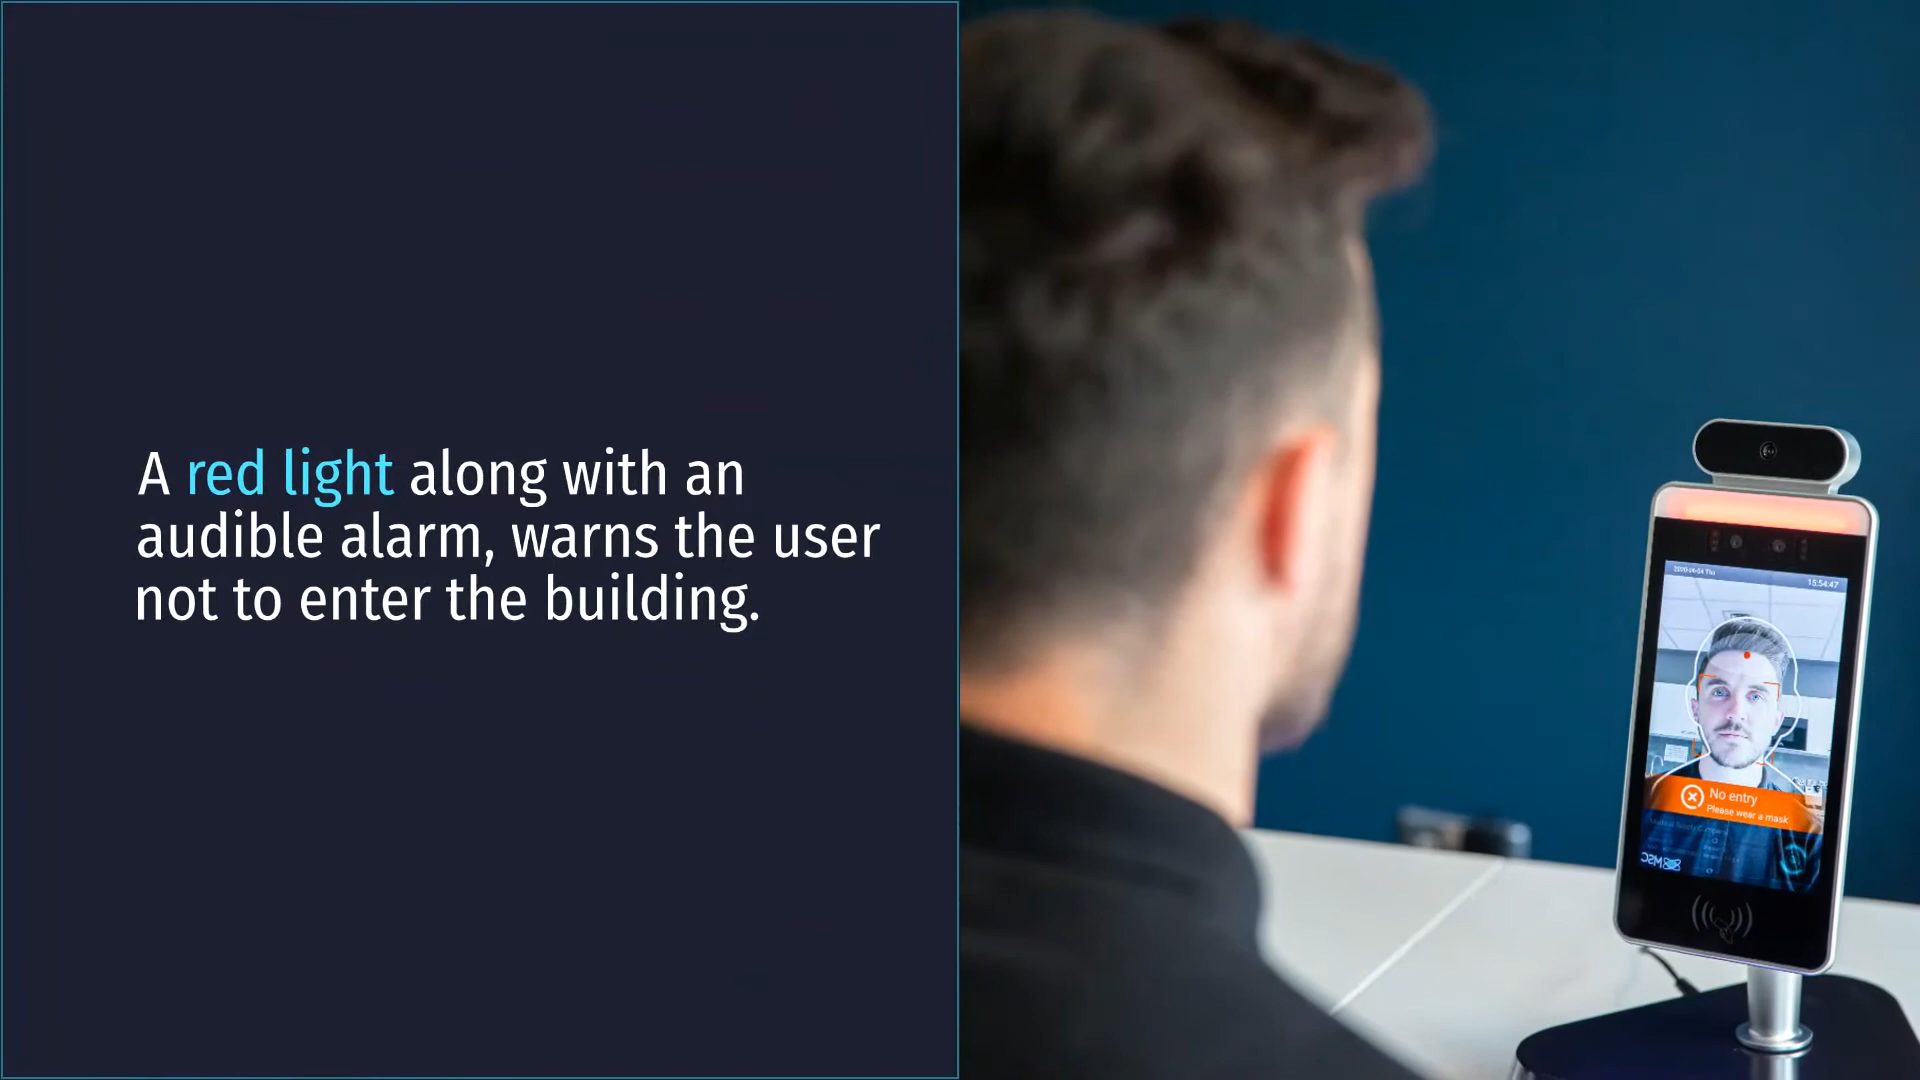 A red light along with an
audible alarm, warns the user
not to enter the building.
15:54:47
No entry
Please wear a mask